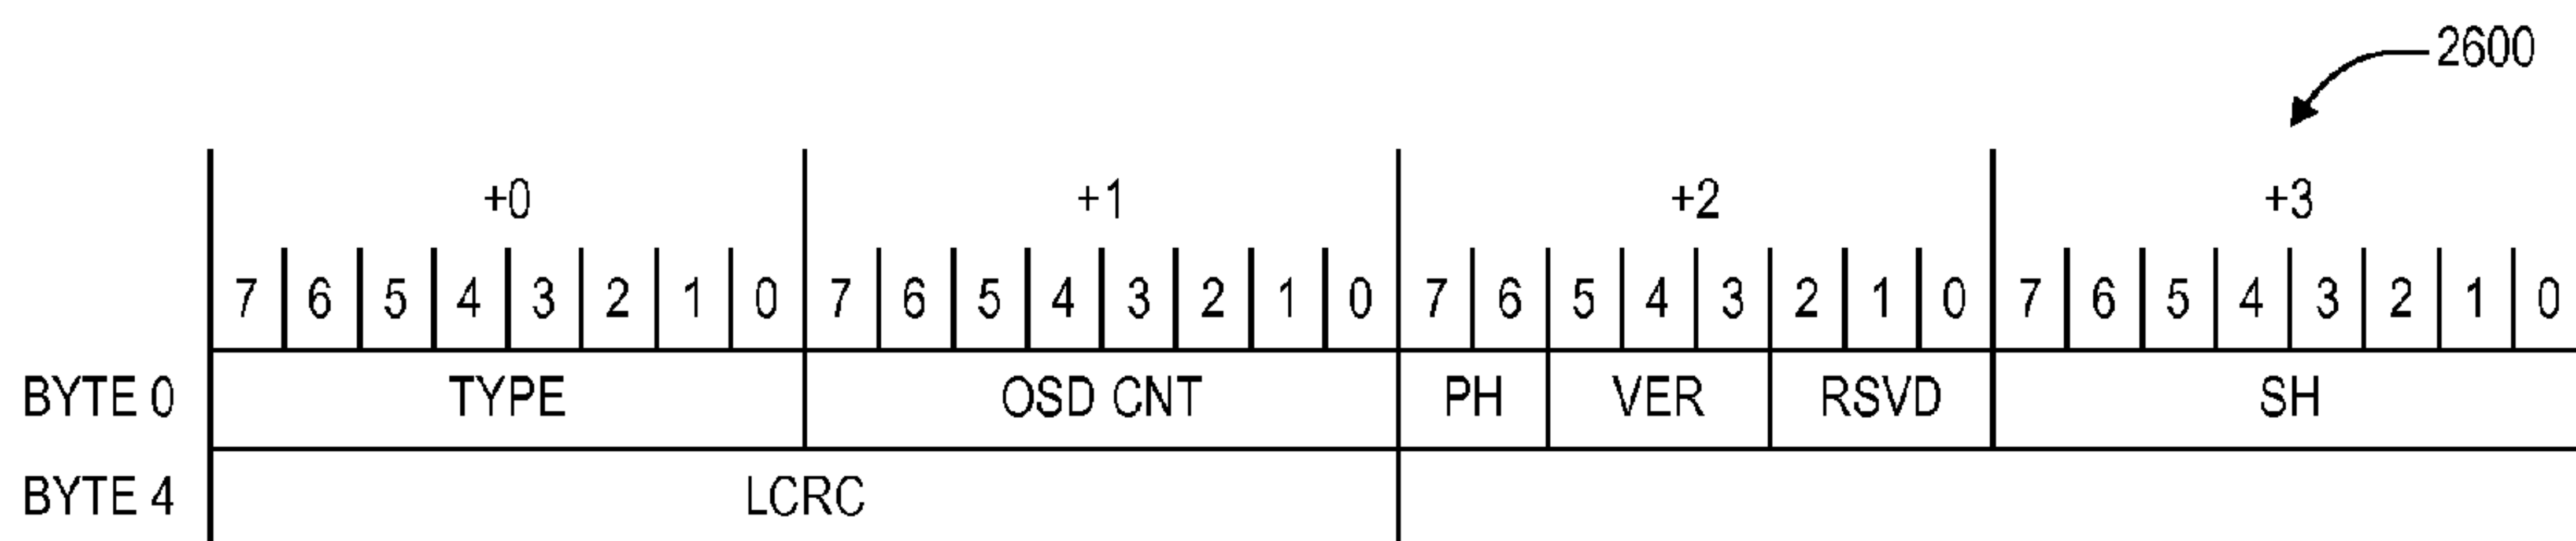 2600
+0 +1 +2 +3
7 6 5 4 3 2 1 0 7 6 5 4 3 2 1 0 7 6 5 4 3 2 1 0 7 6 5 4 3 2 1 0
BYTE 0 TYPE OSD CNT PH VER RSVD SH
BYTE 4 LCRC